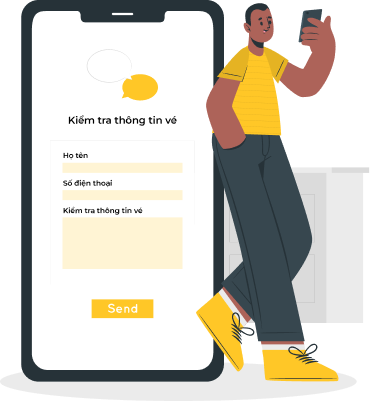 Kiểm tra thông tin vé
Họ tên
Số điện thoại
Kiểm tra thông tin vé
Send